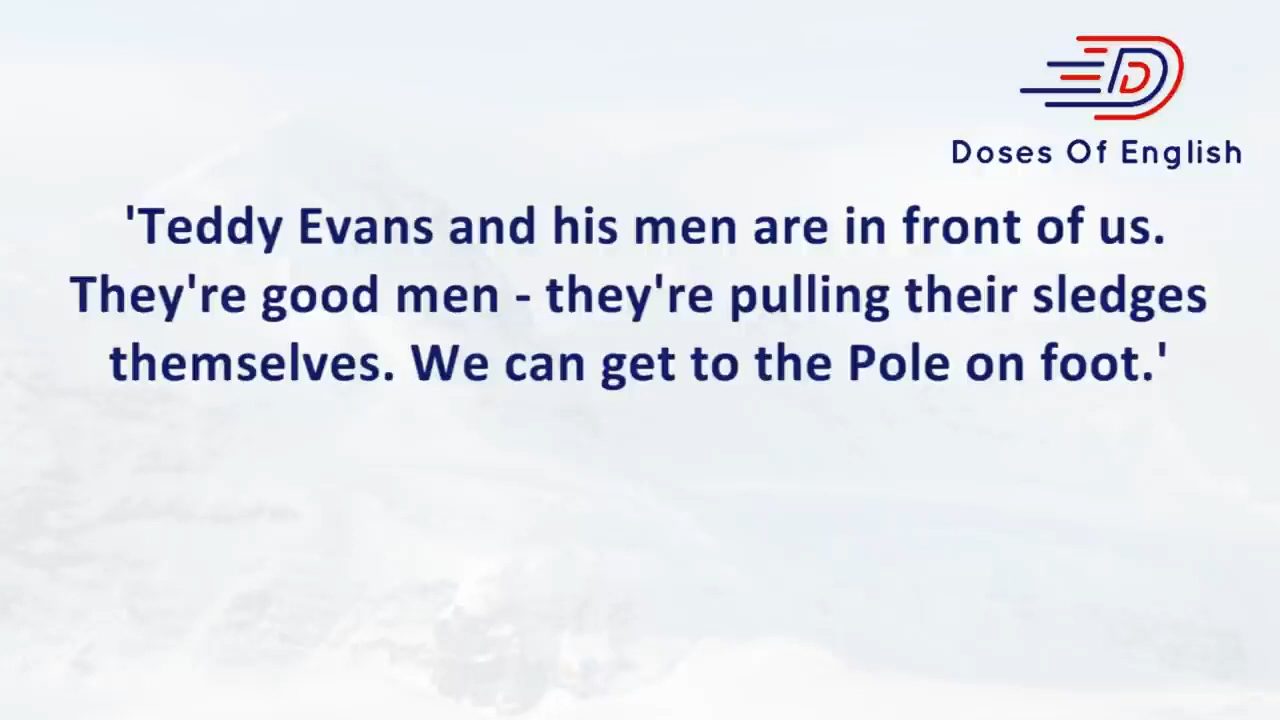 Doses Of English
'Teddy Evans and his men are in front of us.
They're good men - they're pulling their sledges
themselves. We can get to the Pole on foot.'